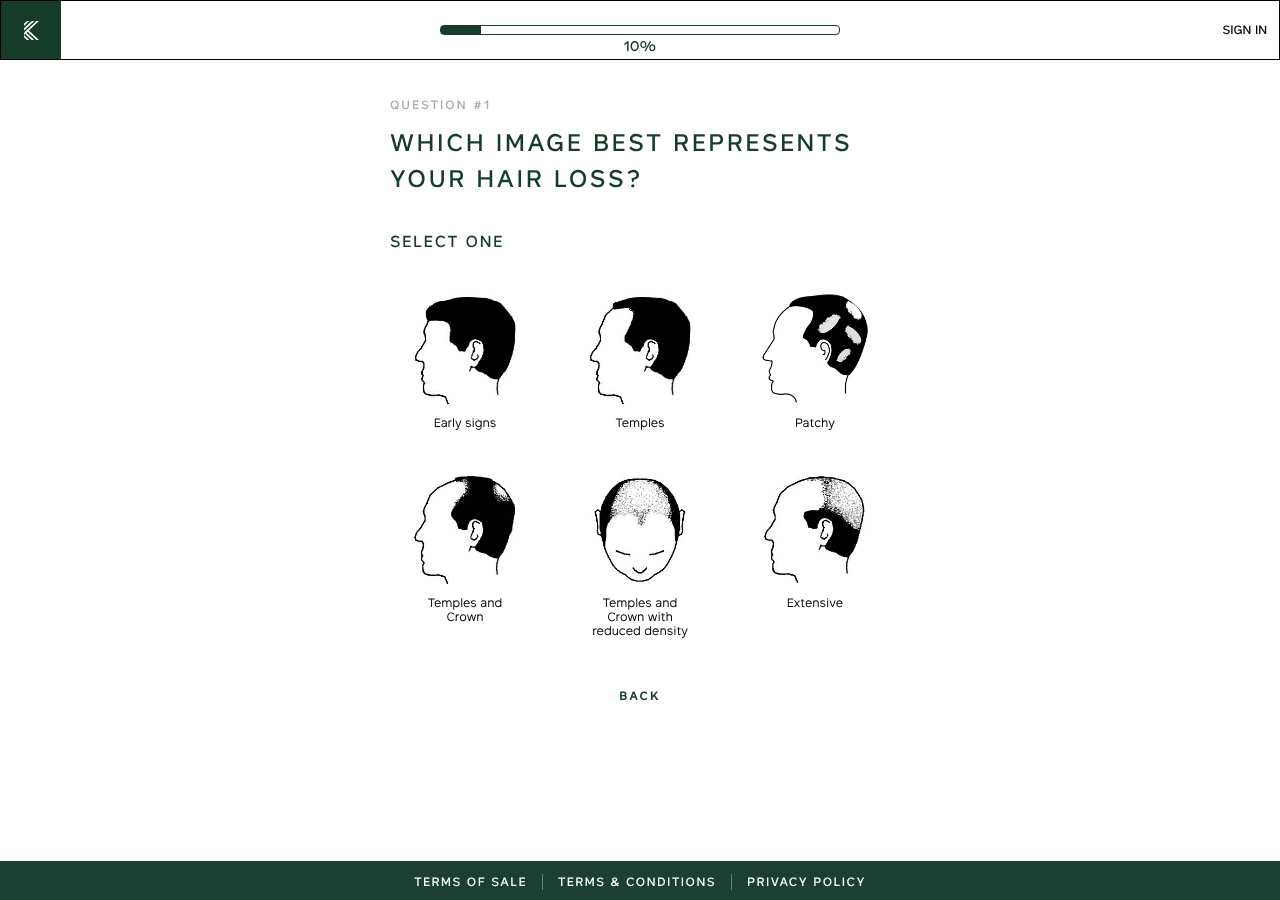 10%
SIGN IN
QUESTION #1
WHICH IMAGE BEST REPRESENTS
YOUR HAIR LOSS?
SELECT ONE
Early signs
Temples
Patchy
Temples and
Crown
Temples and
Crown with
reduced density
Extensive
BACK
TERMS OF SALE
TERMS & CONDITIONS
PRIVACY POLICY